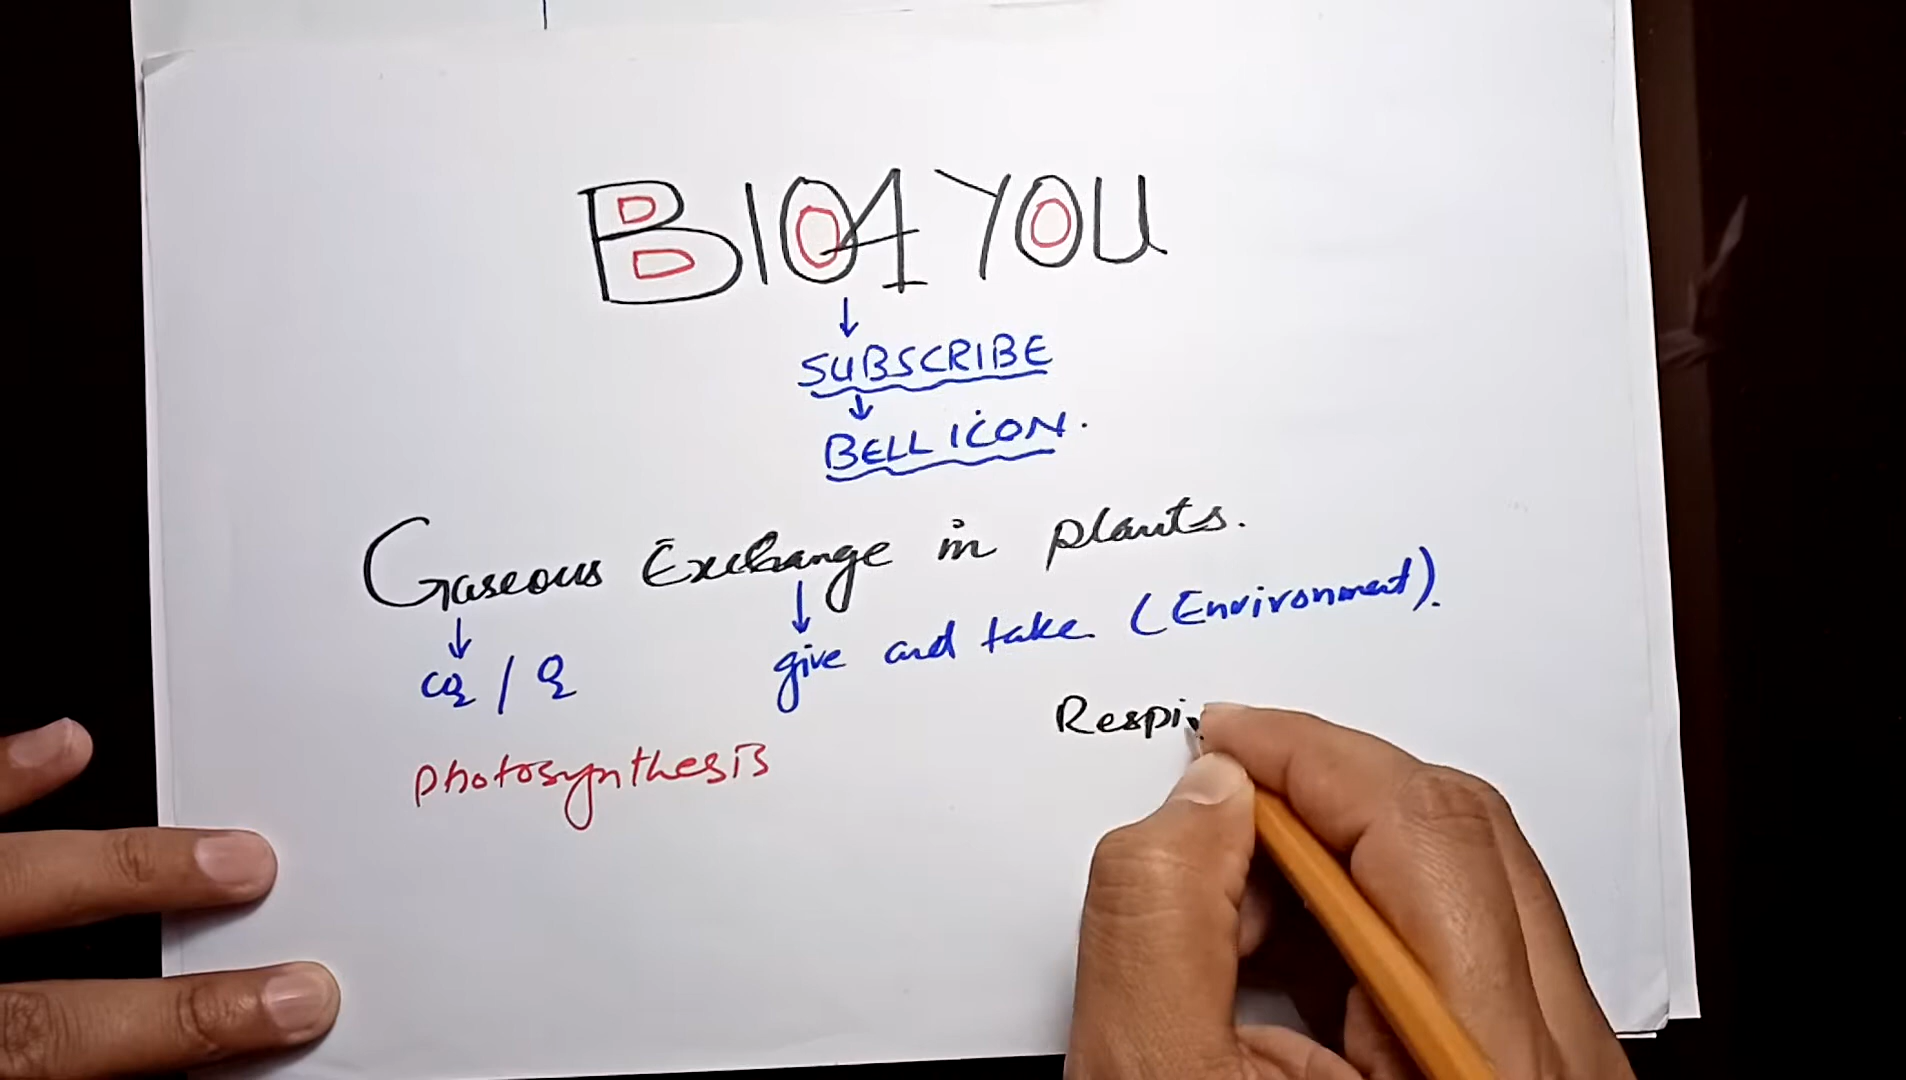 BIO4YOU
SUBSCRIBE
BELL ICON.
Gaseous Exchange in plants.
CO2 / O2
give and take (Environment).
Photosynthesis
Respi